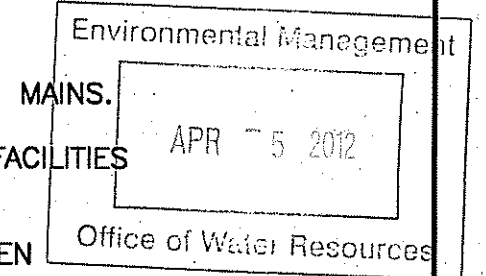 Environmental Management
MAINS.
FACILITIES
APR - 5 2012
EN
Office of Water Resources